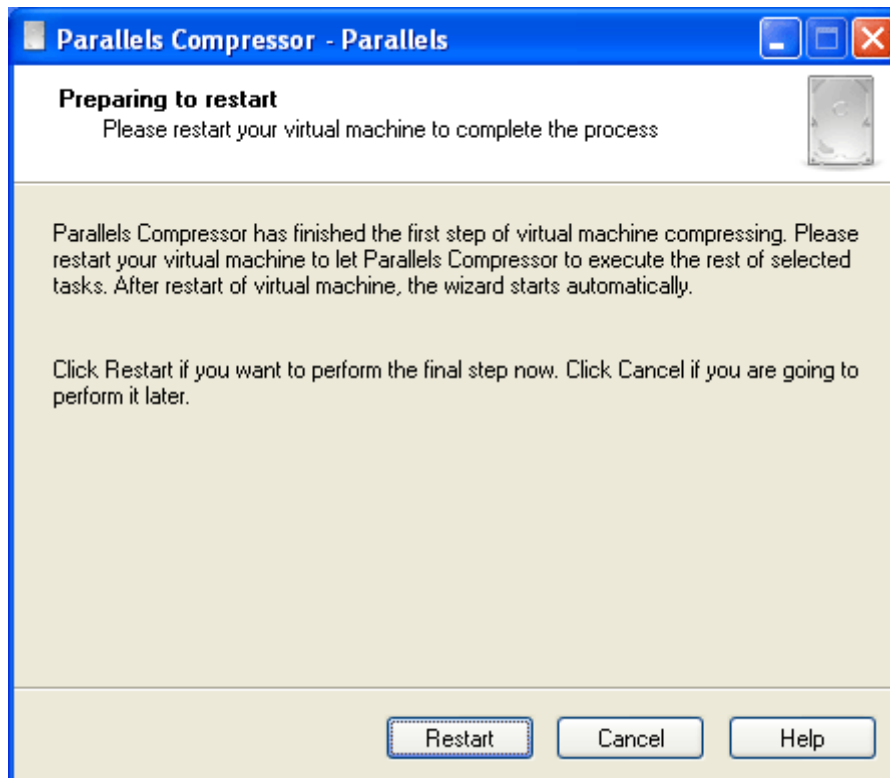 Parallels Compressor - Parallels
Preparing to restart
Please restart your virtual machine to complete the process
Parallels Compressor has finished the first step of virtual machine compressing. Please
restart your virtual machine to let Parallels Compressor to execute the rest of selected
tasks. After restart of virtual machine, the wizard starts automatically.
Click Restart if you want to perform the final step now. Click Cancel if you are going to
perform it later.
Restart Cancel Help